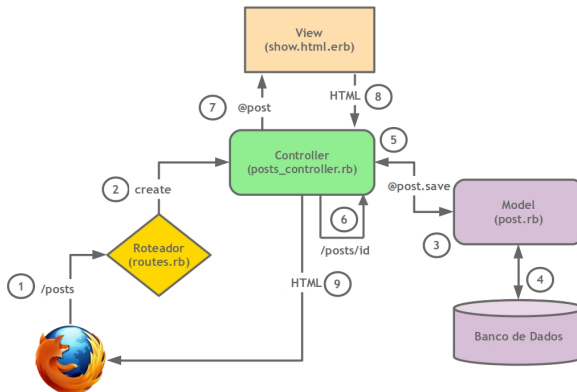 View
(show.html.erb)
7
@post
HTML
8
5
Controller
(posts_controller.rb)
2
create
@post.save
Model
(post.rb)
6
/posts/id
3
Roteador
(routes.rb)
1
/posts
HTML
9
4
Banco de Dados